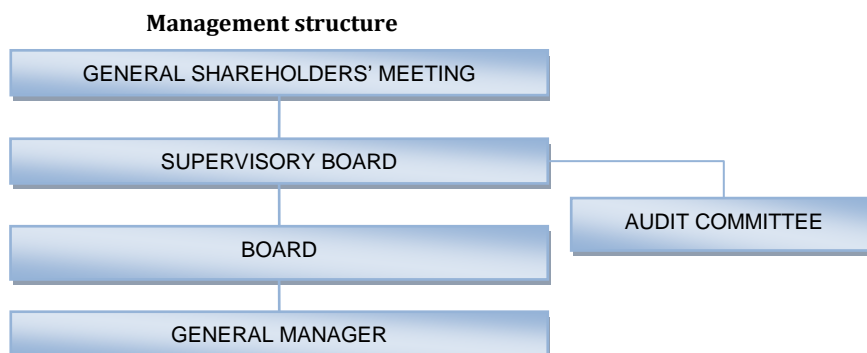 Management structure
GENERAL SHAREHOLDERS’ MEETING
SUPERVISORY BOARD
AUDIT COMMITTEE
BOARD
GENERAL MANAGER